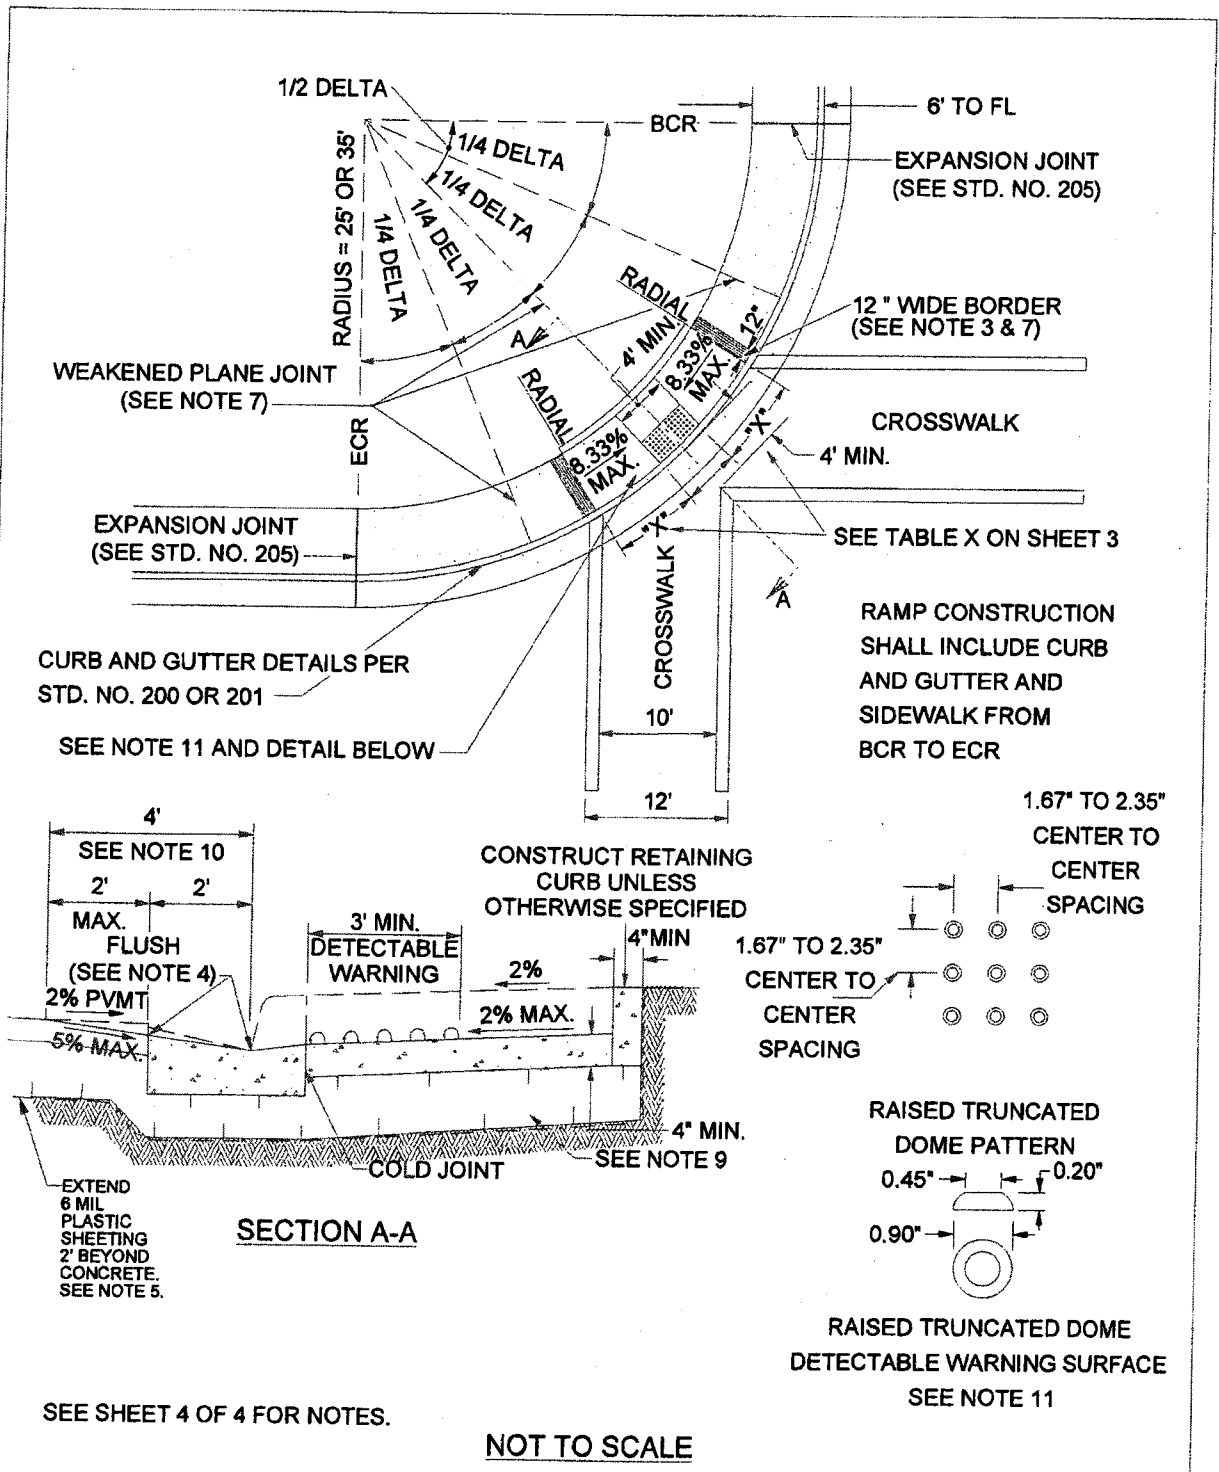 1/2 DELTA
BCR
6' TO FL
1/4 DELTA
1/4 DELTA
1/4 DELTA
1/4 DELTA
RADIUS = 25' OR 35'
EXPANSION JOINT
(SEE STD. NO. 205)
RADIAL
12"
12 " WIDE BORDER
(SEE NOTE 3 & 7)
A
4' MIN
8.33%
MAX.
WEAKENED PLANE JOINT
(SEE NOTE 7)
RADIAL
"X"
CROSSWALK
4' MIN.
ECR
8.33%
MAX.
EXPANSION JOINT
(SEE STD. NO. 205)
"X"
SEE TABLE X ON SHEET 3
A
CROSSWALK
RAMP CONSTRUCTION
SHALL INCLUDE CURB
AND GUTTER AND
SIDEWALK FROM
BCR TO ECR
CURB AND GUTTER DETAILS PER
STD. NO. 200 OR 201
SEE NOTE 11 AND DETAIL BELOW
10'
12'
4'
SEE NOTE 10
2'
2'
MAX.
FLUSH
(SEE NOTE 4)
2% PVMT
5% MAX.
3' MIN.
DETECTABLE
WARNING
CONSTRUCT RETAINING
CURB UNLESS
OTHERWISE SPECIFIED
4"MIN
2%
2% MAX.
4" MIN.
SEE NOTE 9
COLD JOINT
EXTEND
6 MIL
PLASTIC
SHEETING
2' BEYOND
CONCRETE.
SEE NOTE 5.
SECTION A-A
1.67" TO 2.35"
CENTER TO
CENTER
SPACING
1.67" TO 2.35"
CENTER TO
CENTER
SPACING
RAISED TRUNCATED
DOME PATTERN
0.45"
0.20"
0.90"
RAISED TRUNCATED DOME
DETECTABLE WARNING SURFACE
SEE NOTE 11
SEE SHEET 4 OF 4 FOR NOTES.
NOT TO SCALE